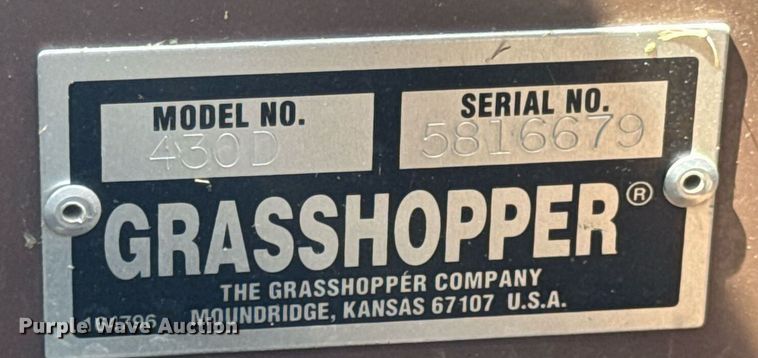 MODEL NO.
430D
SERIAL NO.
5816679
GRASSHOPPER®
THE GRASSHOPPER COMPANY
MOUNDRIDGE, KANSAS 67107 U.S.A.
Purple Wave Auction